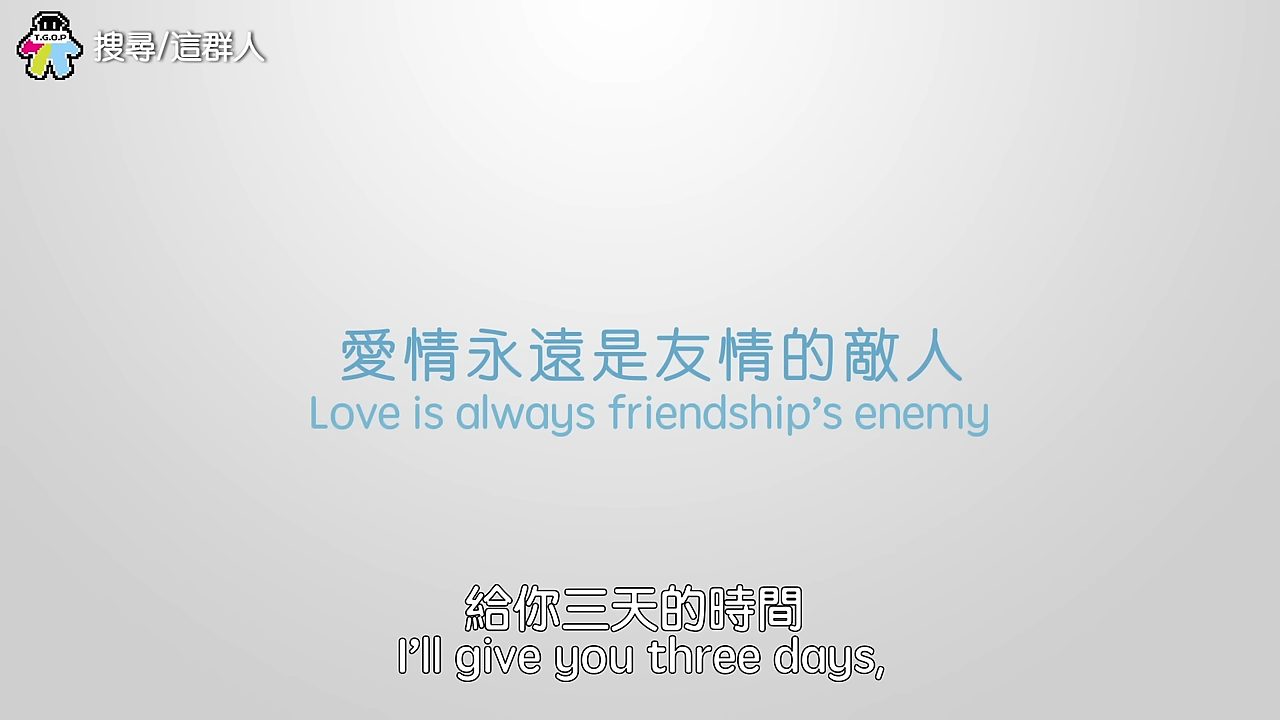 T.G.O.P
搜尋/這群人
愛情永遠是友情的敵人
Love is always friendship's enemy
給你三天的時間
I'll give you three days,